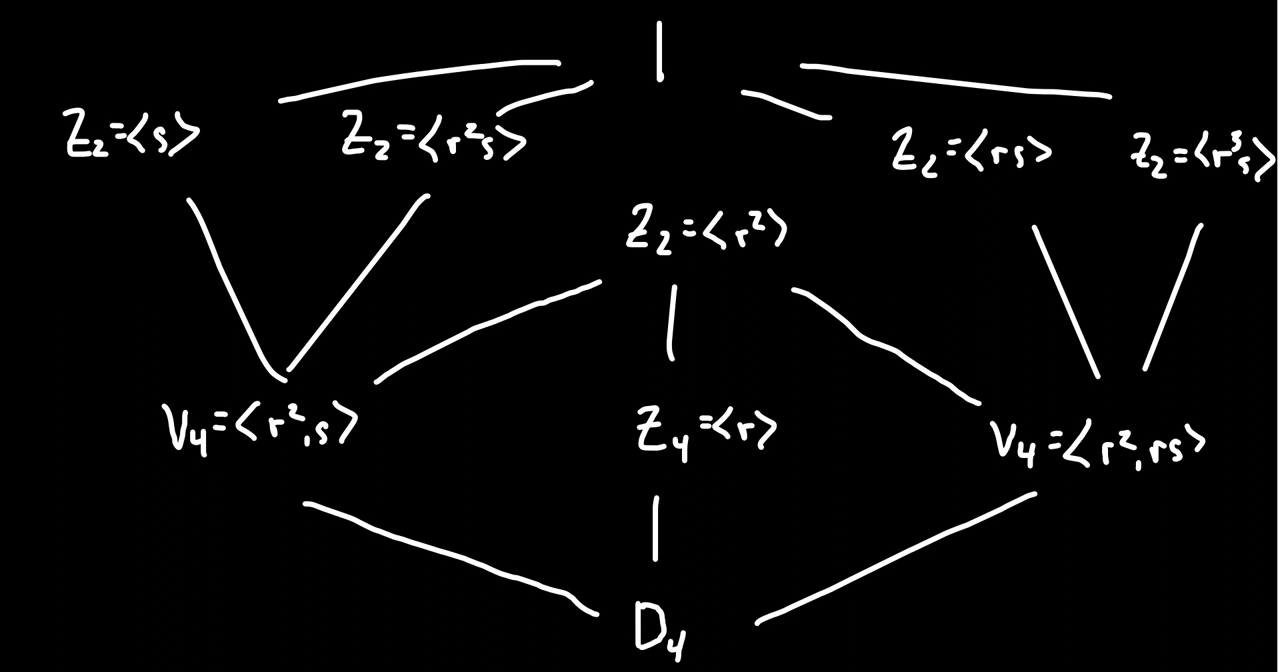 1
Z₂=<s> Z₂=<r²s> Z₂=<rs> Z₂=<r³s>
Z₂=<r²>
V₄=<r²,s> Z₄=<r> V₄=<r²,rs>
D₄